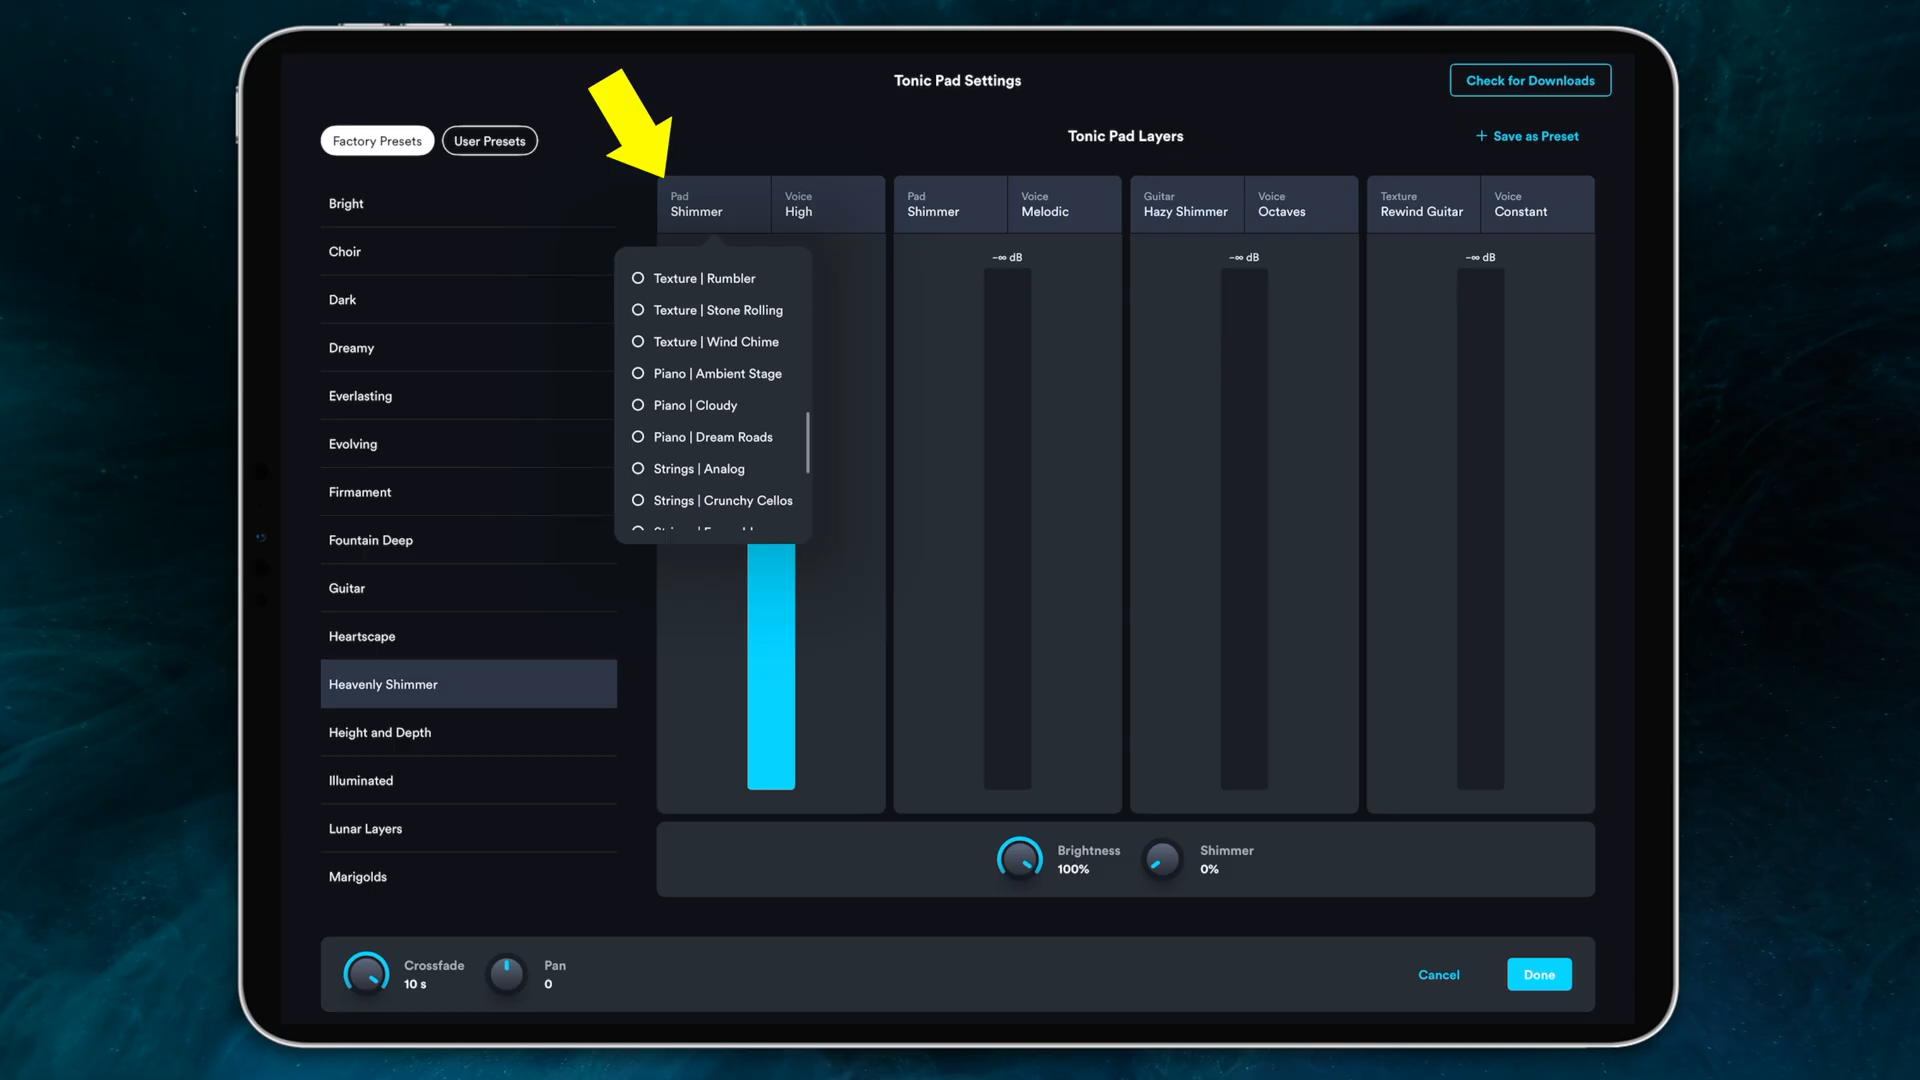 Tonic Pad Settings
Check for Downloads
Factory Presets
User Presets
Tonic Pad Layers
+ Save as Preset
Bright
Choir
Dark
Dreamy
Everlasting
Evolving
Firmament
Fountain Deep
Guitar
Heartscape
Heavenly Shimmer
Height and Depth
Illuminated
Lunar Layers
Marigolds
Pad
Shimmer
Voice
High
Pad
Shimmer
Voice
Melodic
Guitar
Hazy Shimmer
Voice
Octaves
Texture
Rewind Guitar
Voice
Constant
Texture | Rumbler
Texture | Stone Rolling
Texture | Wind Chime
Piano | Ambient Stage
Piano | Cloudy
Piano | Dream Roads
Strings | Analog
Strings | Crunchy Cellos
-∞ dB
-∞ dB
-∞ dB
Brightness
100%
Shimmer
0%
Crossfade
10 s
Pan
0
Cancel
Done